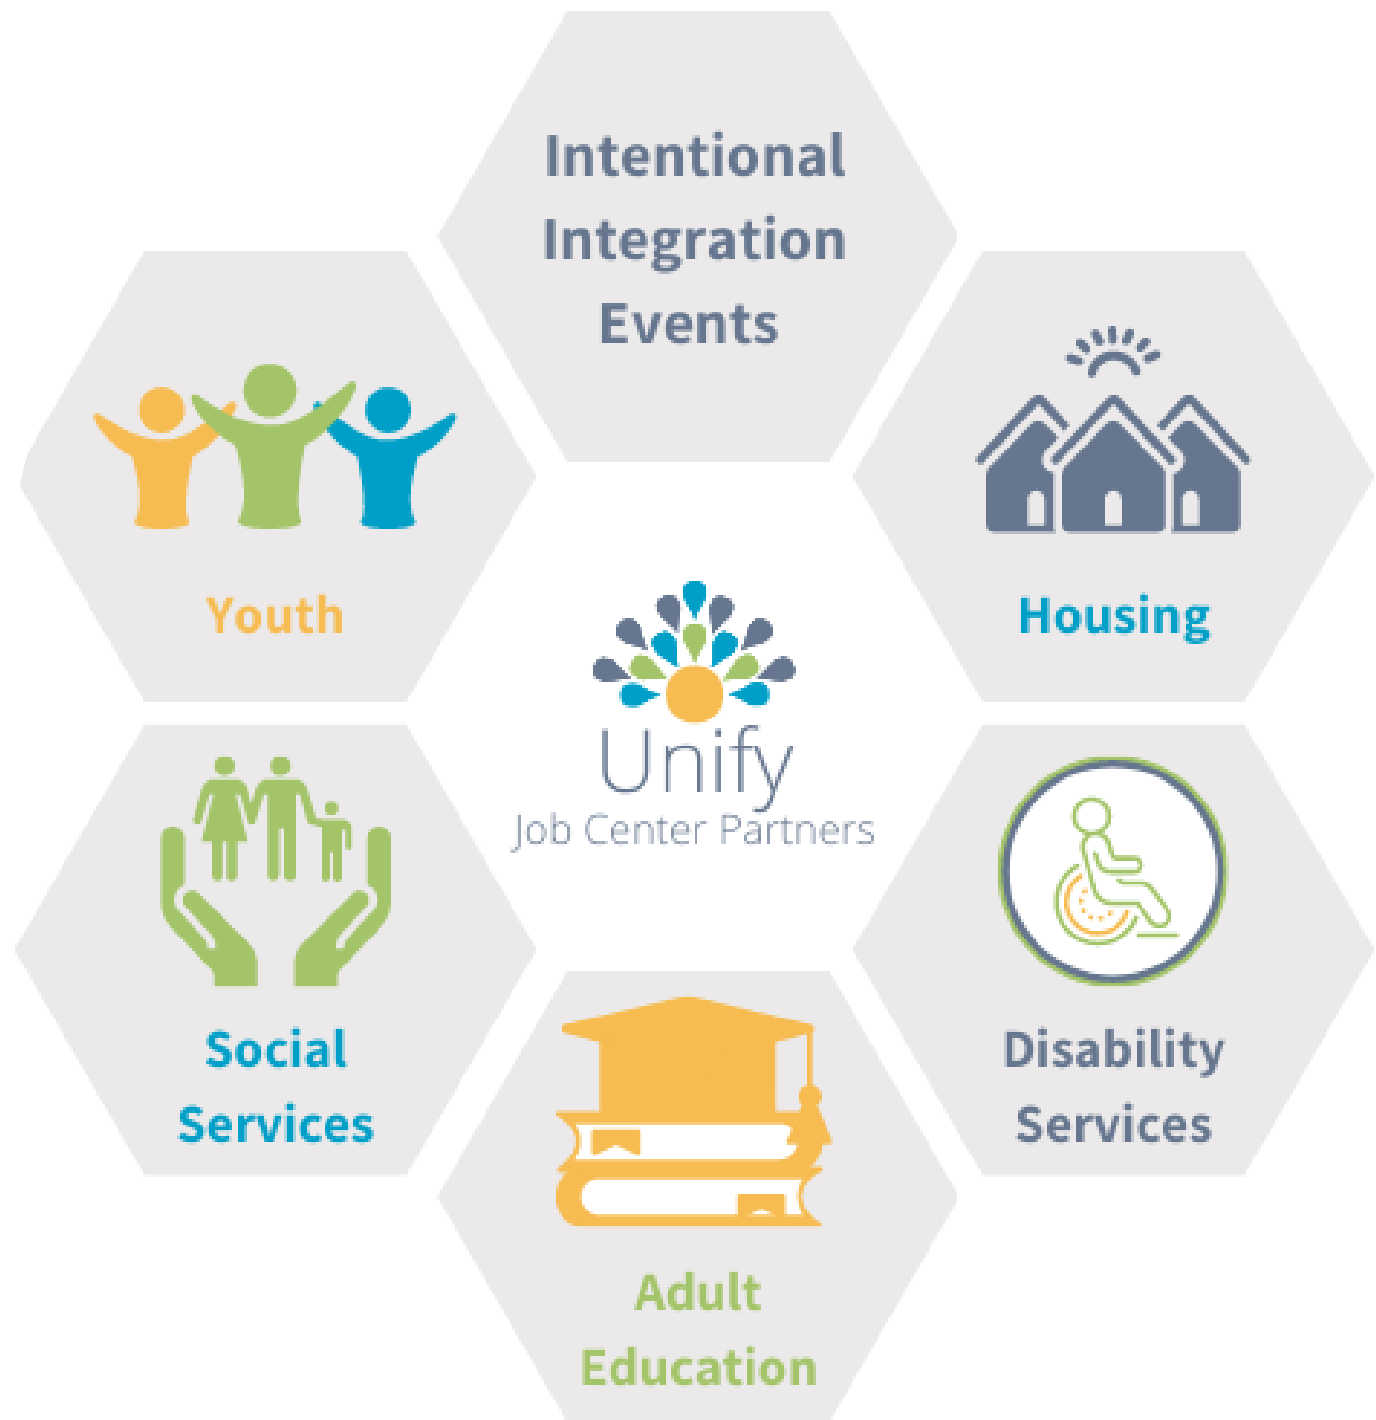 Intentional
Integration
Events
Youth
Housing
Unify
Job Center Partners
Social
Services
Disability
Services
Adult
Education